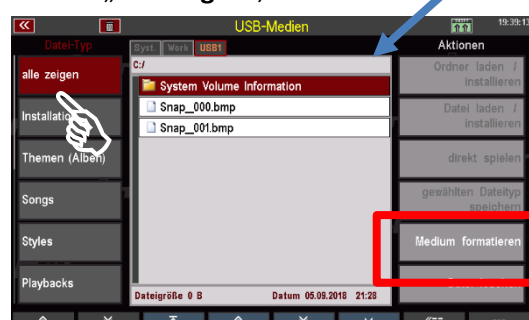 USB-Medien
19:39:13
Datei-Typ
Syst.
Work
USB1
Aktionen
alle zeigen
C:/
System Volume Information
Snap_000.bmp
Snap_001.bmp
Ordner laden /
installieren
Installation
Datei laden /
installieren
Themen (Alben)
direkt spielen
Songs
gewählten Dateityp
speichern
Styles
Medium formatieren
Playbacks
Dateigröße 0 B
Datum 05.09.2018 21:28